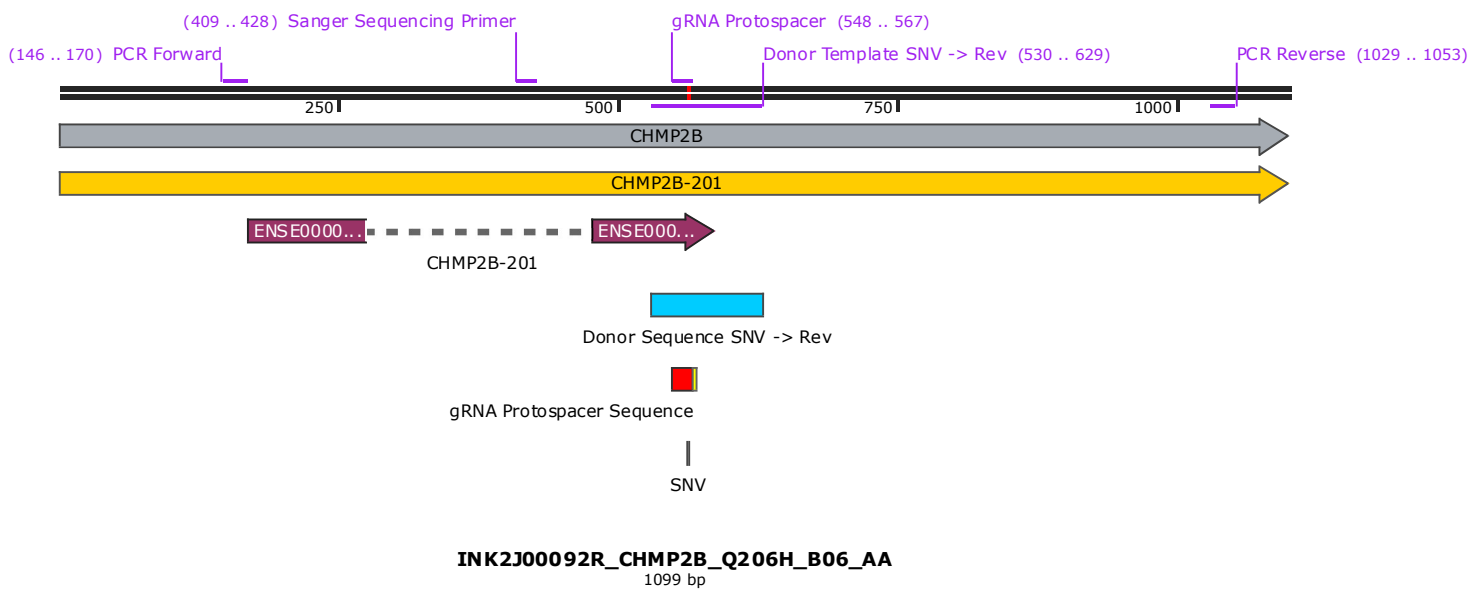 (409 .. 428) Sanger Sequencing Primer
gRNA Protospacer (548 .. 567)
(146 .. 170) PCR Forward
Donor Template SNV -> Rev (530 .. 629)
PCR Reverse (1029 .. 1053)
250
500
750
1000
CHMP2B
CHMP2B-201
ENSE0000...
ENSE000...
CHMP2B-201
Donor Sequence SNV -> Rev
gRNA Protospacer Sequence
SNV
INK2J00092R_CHMP2B_Q206H_B06_AA
1099 bp